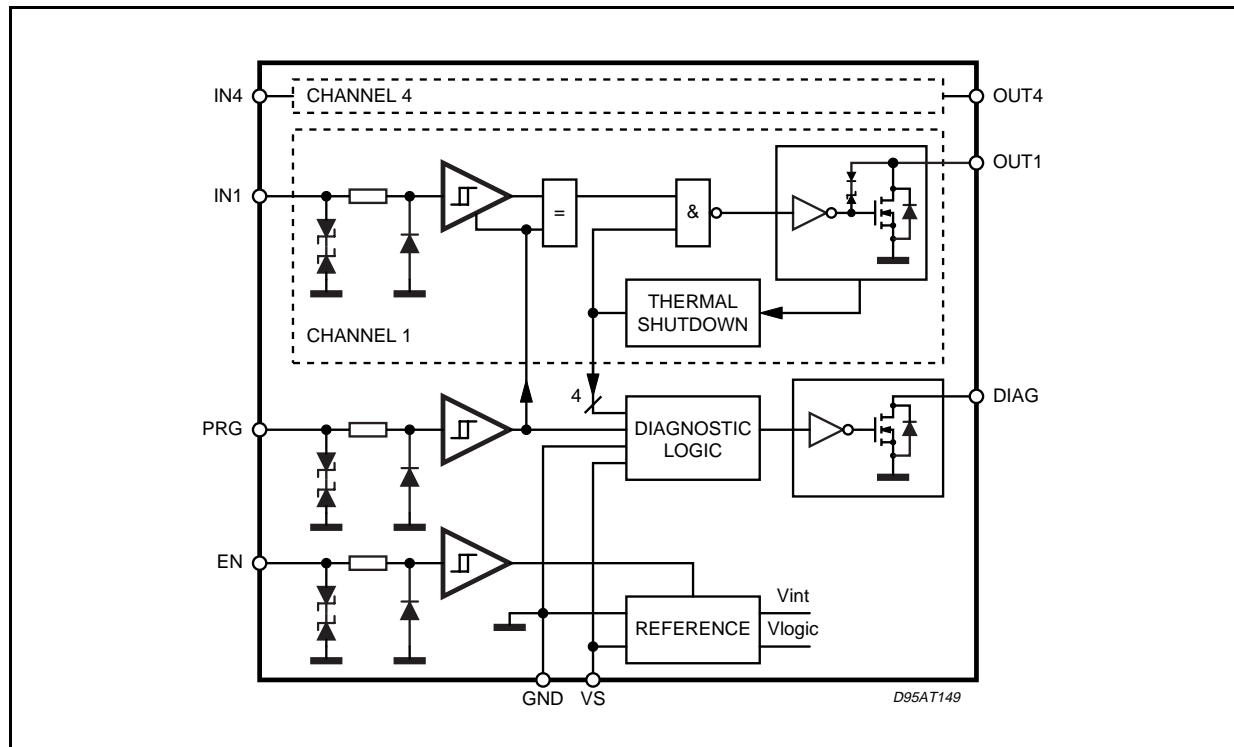 IN4
CHANNEL 4
OUT4
OUT1
IN1
=
&
THERMAL
SHUTDOWN
CHANNEL 1
4
DIAG
PRG
DIAGNOSTIC
LOGIC
EN
Vint
REFERENCE
Vlogic
GND
VS
D95AT149